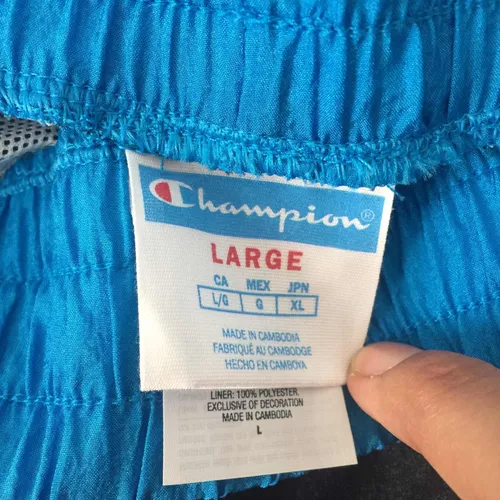 Champion®
LARGE
CA MEX JPN
L/G G XL
MADE IN CAMBODIA
FABRIQUÉ AU CAMBODGE
HECHO EN CAMBOYA
LINER: 100% POLYESTER,
EXCLUSIVE OF DECORATION
MADE IN CAMBODIA
L